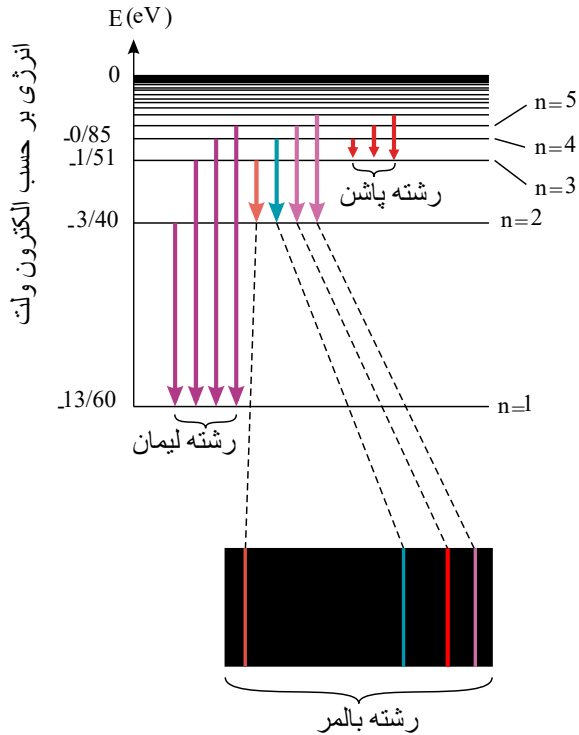 E (eV)
انرژی بر حسب الکترون ولت
0
n=5
-0/85
n=4
-1/51
n=3
رشته پاشن
-3/40
n=2
-13/60
n=1
رشته لیمان
رشته بالمر